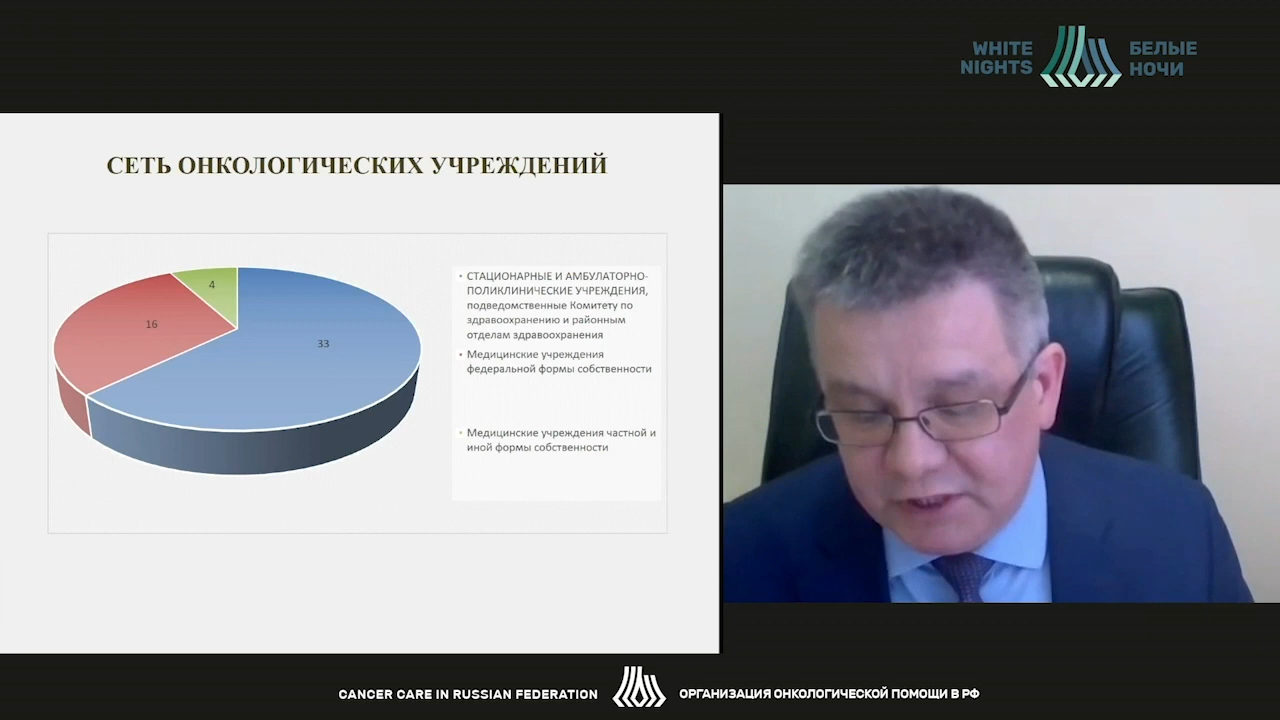 WHITE
NIGHTS
БЕЛЫЕ
НОЧИ
СЕТЬ ОНКОЛОГИЧЕСКИХ УЧРЕЖДЕНИЙ
4
16
33
СТАЦИОНАРНЫЕ И АМБУЛАТОРНО-
ПОЛИКЛИНИЧЕСКИЕ УЧРЕЖДЕНИЯ,
подведомственные Комитету по
здравоохранению и районным
отделам здравоохранения
Медицинские учреждения
федеральной формы собственности
Медицинские учреждения частной и
иной формы собственности
CANCER CARE IN RUSSIAN FEDERATION
ОРГАНИЗАЦИЯ ОНКОЛОГИЧЕСКОЙ ПОМОЩИ В РФ